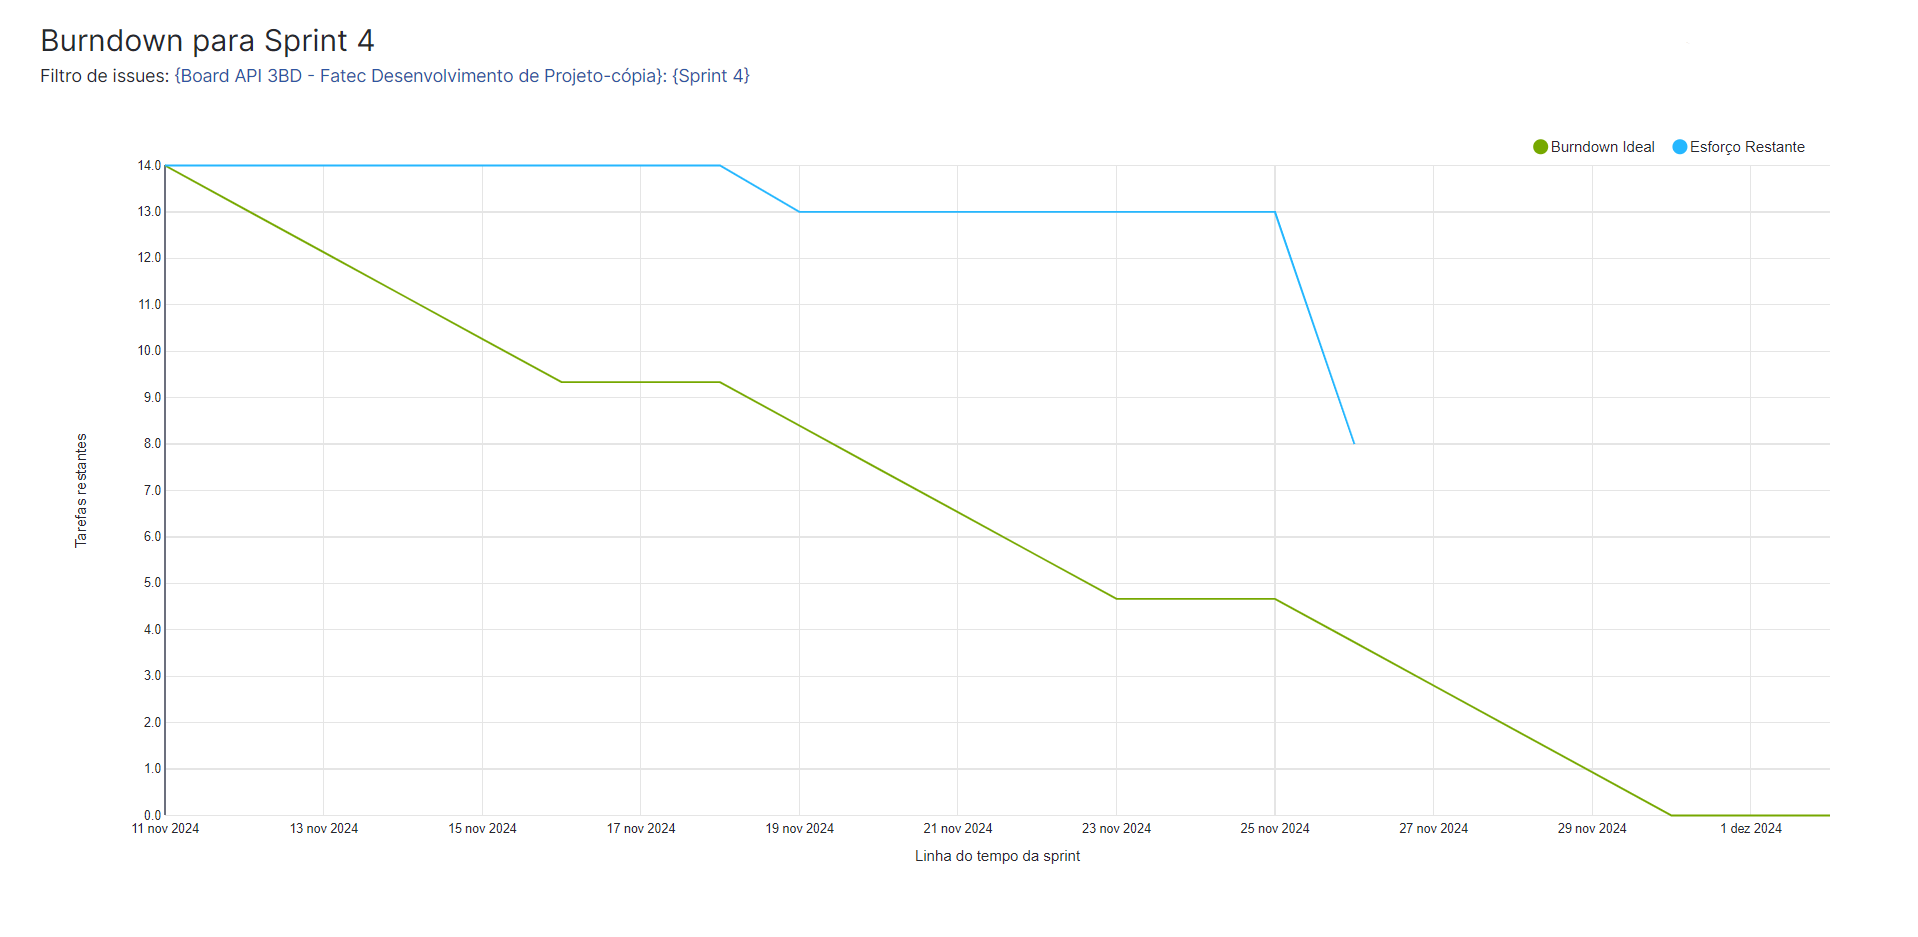 Burndown para Sprint 4
Filtro de issues: {Board API 3BD - Fatec Desenvolvimento de Projeto-cópia}: {Sprint 4}
Burndown Ideal
Esforço Restante
14.0
13.0
12.0
11.0
10.0
9.0
8.0
7.0
6.0
5.0
4.0
3.0
2.0
1.0
0.0
Tarefas restantes
11 nov 2024
13 nov 2024
15 nov 2024
17 nov 2024
19 nov 2024
21 nov 2024
23 nov 2024
25 nov 2024
27 nov 2024
29 nov 2024
1 dez 2024
Linha do tempo da sprint